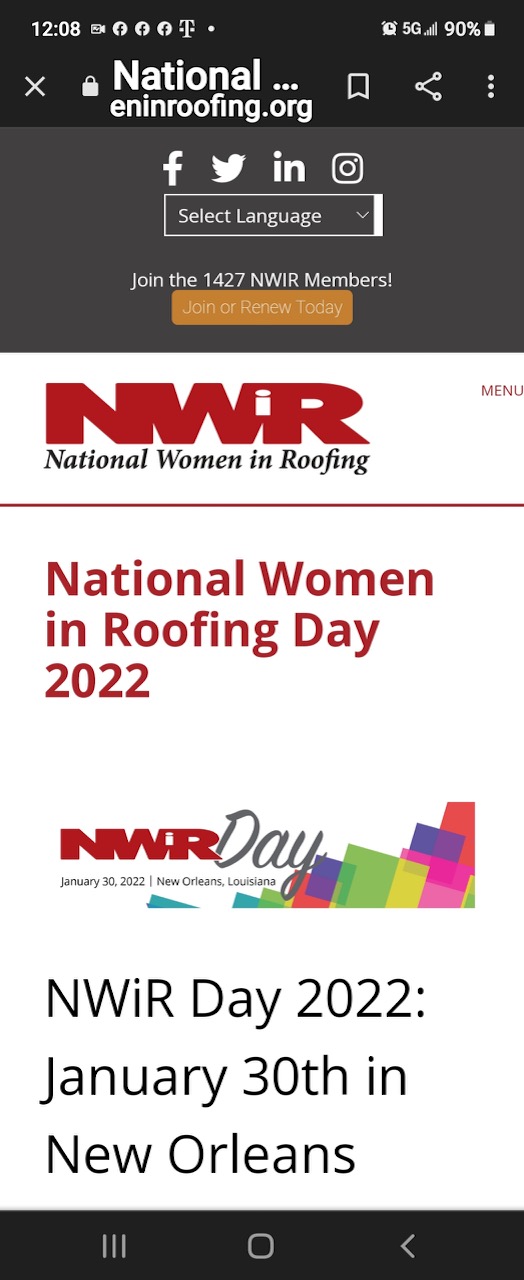 12:08
5G 90%
National ...
eninroofing.org
Select Language
Join the 1427 NWIR Members!
Join or Renew Today
NWiR
National Women in Roofing
MENU
National Women
in Roofing Day
2022
NWiR Day
January 30, 2022 | New Orleans, Louisiana
NWiR Day 2022:
January 30th in
New Orleans